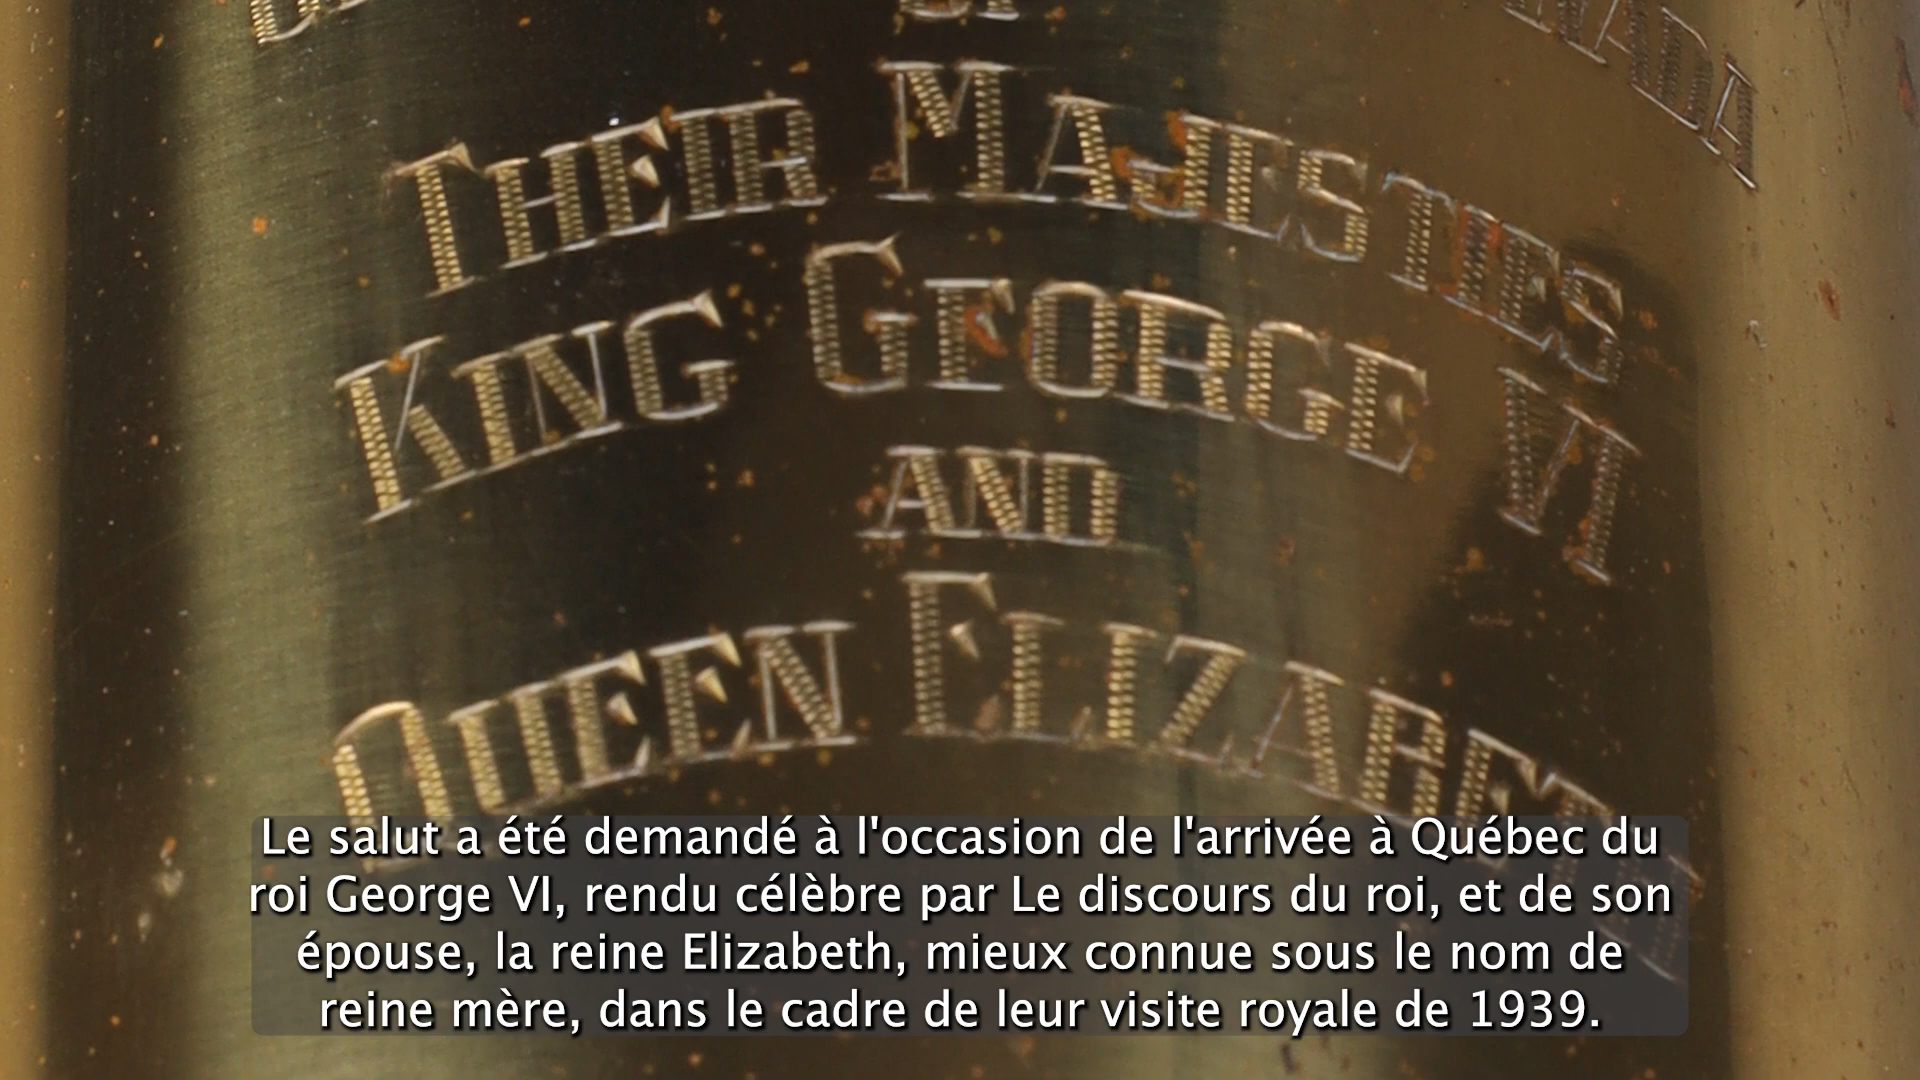 THEIR MAJESTIES
KING GEORGE VI
AND
QUEEN ELIZABETH
Le salut a été demandé à l'occasion de l'arrivée à Québec du
roi George VI, rendu célèbre par Le discours du roi, et de son
épouse, la reine Elizabeth, mieux connue sous le nom de
reine mère, dans le cadre de leur visite royale de 1939.